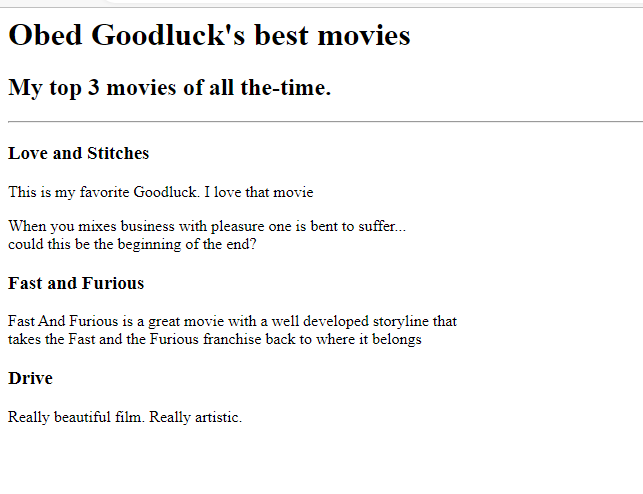 Obed Goodluck's best movies
My top 3 movies of all the-time.
Love and Stitches
This is my favorite Goodluck. I love that movie
When you mixes business with pleasure one is bent to suffer...
could this be the beginning of the end?
Fast and Furious
Fast And Furious is a great movie with a well developed storyline that
takes the Fast and the Furious franchise back to where it belongs
Drive
Really beautiful film. Really artistic.